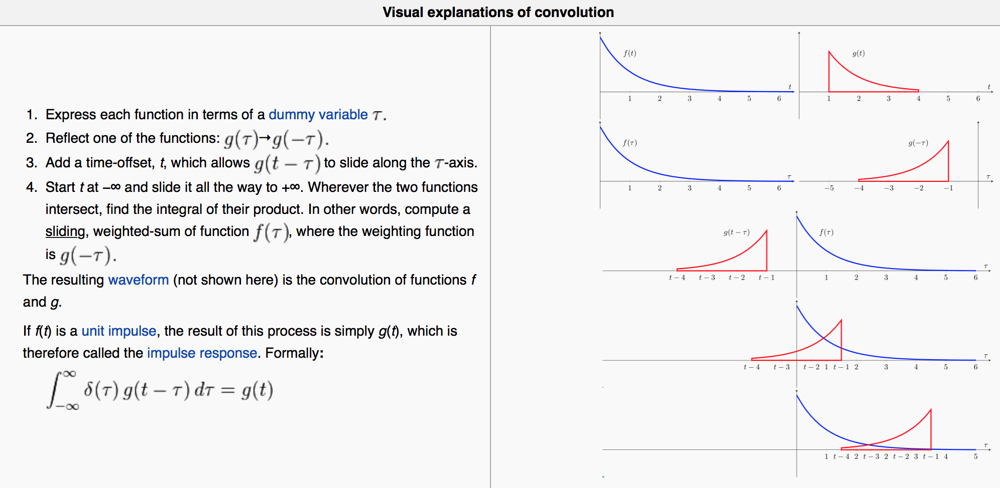 Visual explanations of convolution
1. Express each function in terms of a dummy variable τ.
2. Reflect one of the functions: g(τ)→g(−τ).
3. Add a time-offset, t, which allows g(t − τ) to slide along the τ-axis.
4. Start t at −∞ and slide it all the way to +∞. Wherever the two functions
intersect, find the integral of their product. In other words, compute a
sliding, weighted-sum of function f(τ), where the weighting function
is g(−τ).
The resulting waveform (not shown here) is the convolution of functions f
and g.
If f(t) is a unit impulse, the result of this process is simply g(t), which is
therefore called the impulse response. Formally:
∫_{−∞}^{∞} δ(τ) g(t − τ) dτ = g(t)
f(t)
t
1 2 3 4 5 6
g(t)
t
1 2 3 4 5 6
f(τ)
τ
1 2 3 4 5 6
g(−τ)
τ
−5 −4 −3 −2 −1
g(t − τ) f(τ)
τ
t − 4 t − 3 t − 2 t − 1 1 2 3 4 5 6
τ
t − 4 t − 3 t − 2 1 t − 1 2 3 4 5 6
τ
1 t − 4 2 t − 3 2 t − 2 3 t − 1 4 5